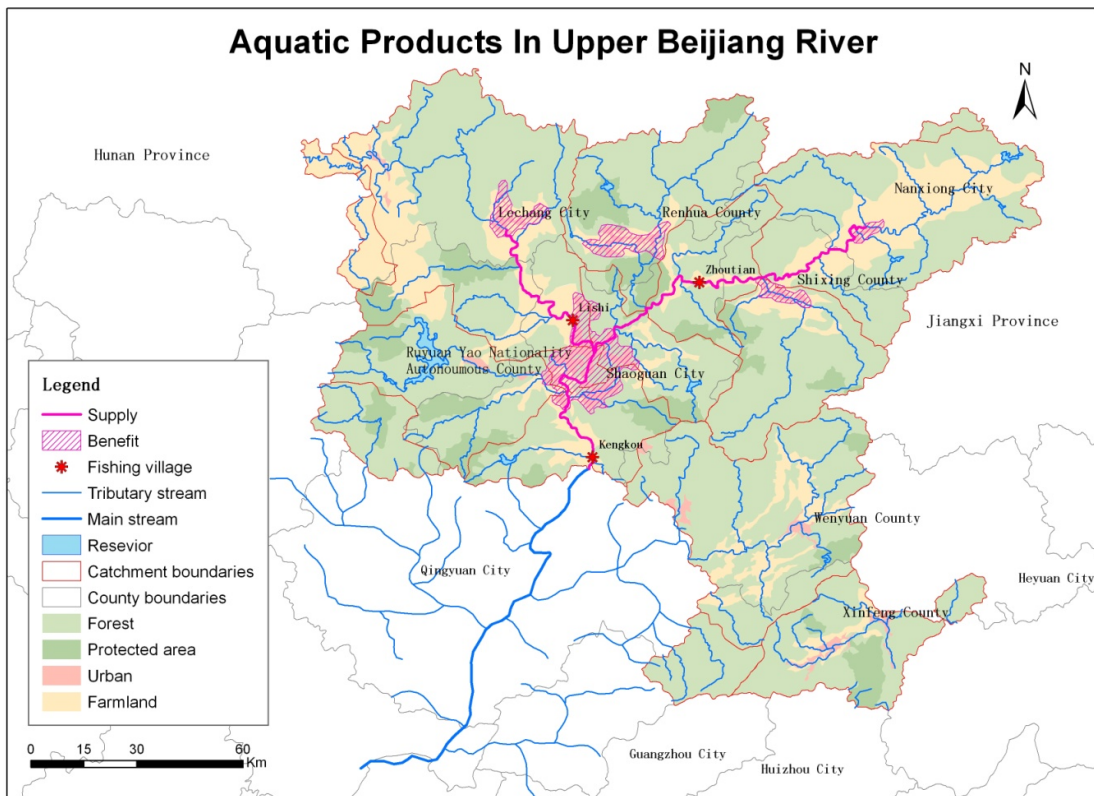 Aquatic Products In Upper Beijiang River
N
Hunan Province
Nanxiong City
Lechang City
Renhua County
Zhoutian
Shixing County
Lishi
Jiangxi Province
Ruyuan Yao Nationality
Autonoumous County
Shaoguan City
Kengkou
Wenyuan County
Qingyuan City
Heyuan City
Xinfeng County
Guangzhou City
Huizhou City
Legend
Supply
Benefit
Fishing village
Tributary stream
Main stream
Resevior
Catchment boundaries
County boundaries
Forest
Protected area
Urban
Farmland
0 15 30 60
Km